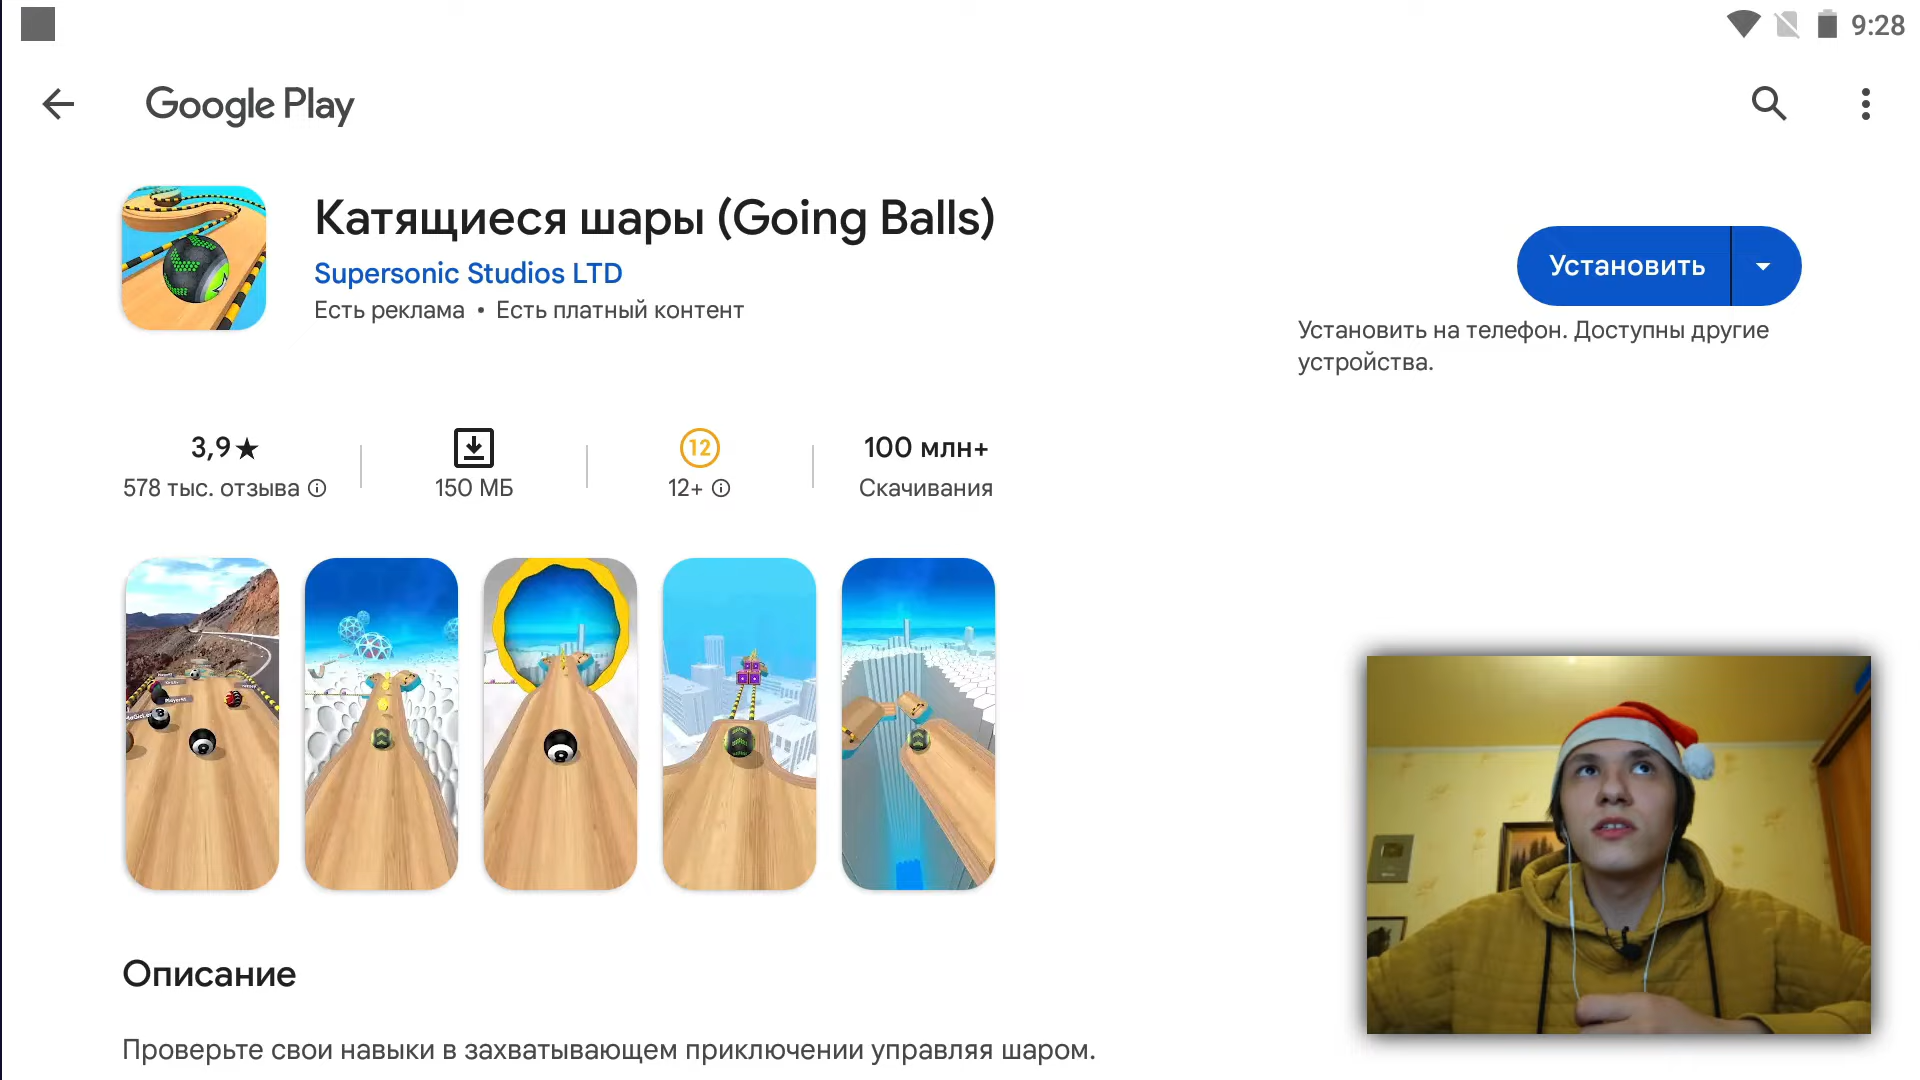 9:28
Google Play
Катящиеся шары (Going Balls)
Supersonic Studios LTD
Есть реклама • Есть платный контент
Установить
Установить на телефон. Доступны другие
устройства.
3,9★
578 тыс. отзыва
150 МБ
12
12+
100 млн+
Скачивания
Описание
Проверьте свои навыки в захватывающем приключении управляя шаром.